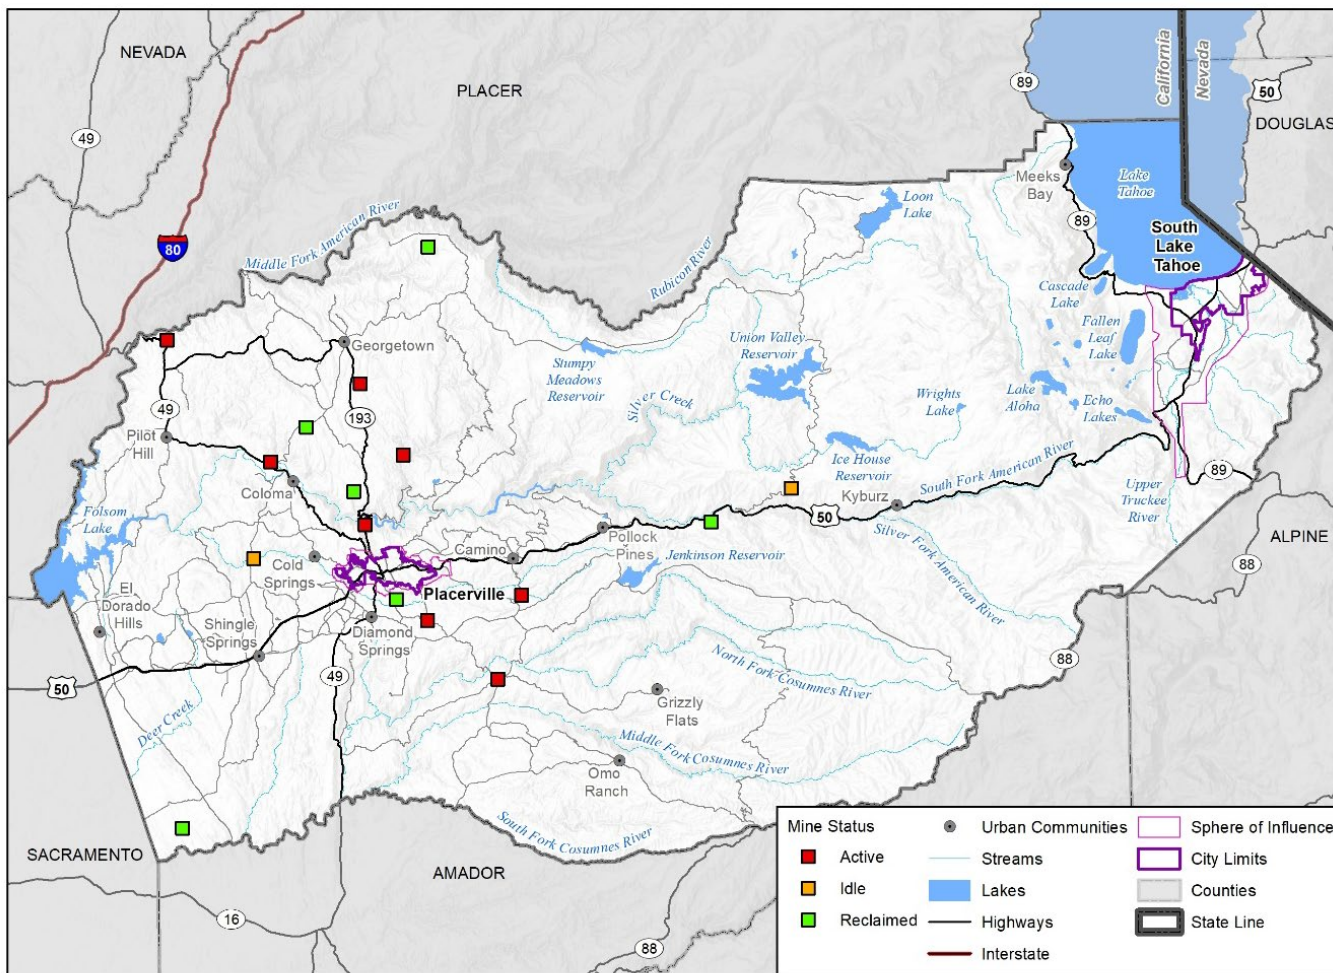 NEVADA
PLACER
California
Nevada
89
50
DOUGLAS
49
80
Middle Fork American River
Rubicon River
Loon
Lake
Meeks
Bay
Lake
Tahoe
89
South
Lake
Tahoe
Cascade
Lake
Fallen
Leaf
Lake
Georgetown
Stumpy
Meadows
Reservoir
Union Valley
Reservoir
Silver Creek
Wrights
Lake
Lake
Aloha
Echo
Lakes
49
193
Pilot
Hill
Ice House
Reservoir
South Fork American River
89
Coloma
Kyburz
Upper
Truckee
River
Folsom
Lake
50
Pollock
Pines
Camino
Silver Fork American River
Jenkinson Reservoir
ALPINE
88
Cold
Springs
El
Dorado
Hills
Placerville
Shingle
Springs
Diamond
Springs
88
49
50
North Fork Cosumnes River
Grizzly
Flats
Deer Creek
Middle Fork Cosumnes River
Omo
Ranch
South Fork Cosumnes River
SACRAMENTO
AMADOR
16
88
Mine Status
Active
Idle
Reclaimed
Urban Communities
Streams
Lakes
Highways
Interstate
Sphere of Influence
City Limits
Counties
State Line